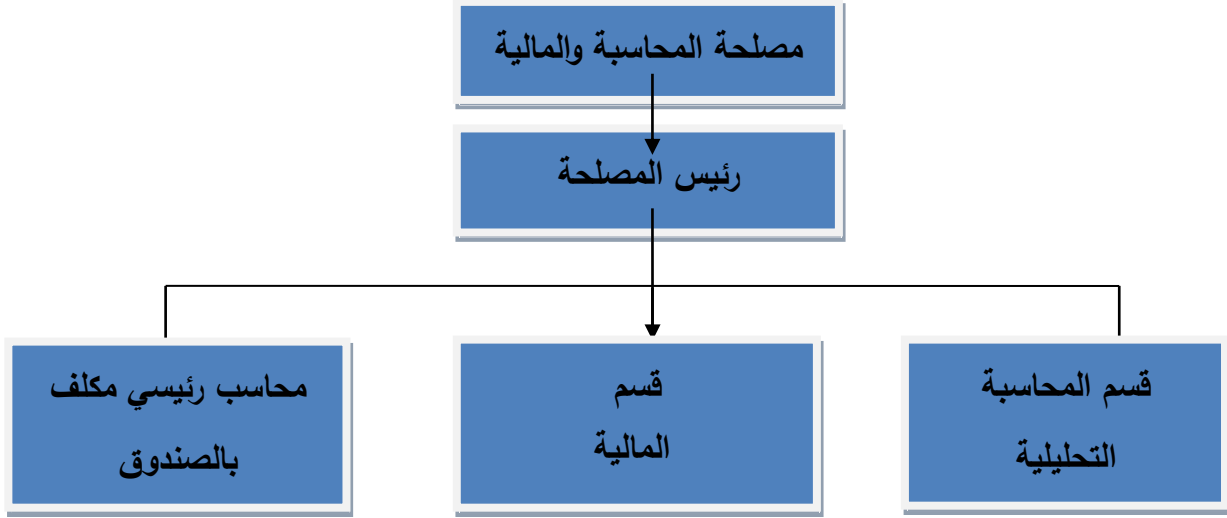 مصلحة المحاسبة والمالية
رئيس المصلحة
قسم المحاسبة
التحليلية
قسم
المالية
محاسب رئيسي مكلف
بالصندوق